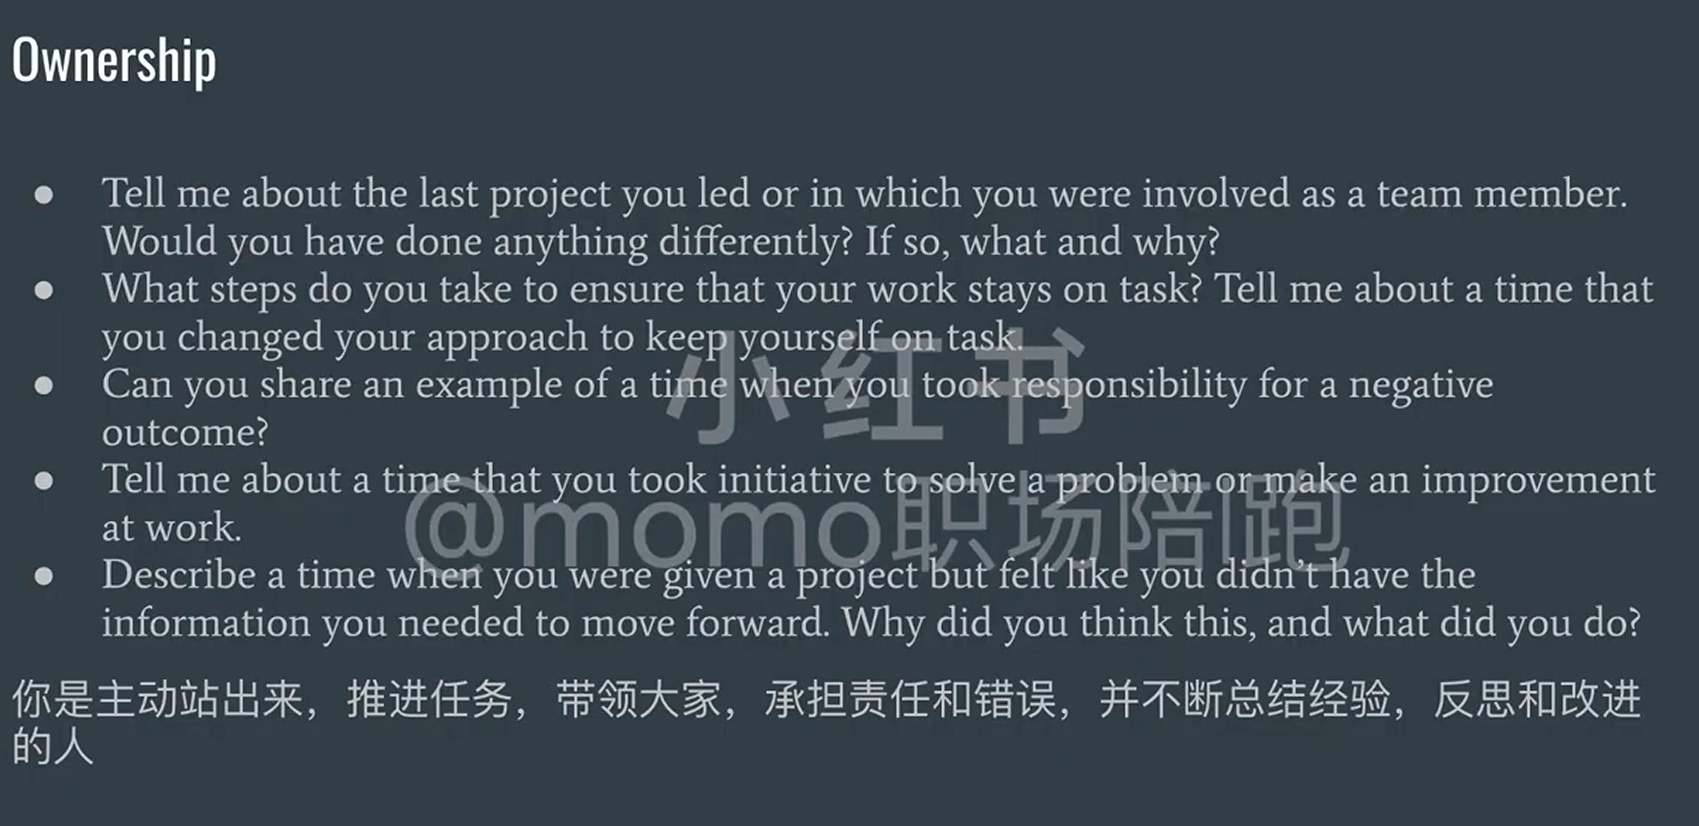 Ownership
● Tell me about the last project you led or in which you were involved as a team member.
Would you have done anything differently? If so, what and why?
● What steps do you take to ensure that your work stays on task? Tell me about a time that
you changed your approach to keep yourself on task.
● Can you share an example of a time when you took responsibility for a negative
outcome?
● Tell me about a time that you took initiative to solve a problem or make an improvement
at work.
● Describe a time when you were given a project but felt like you didn't have the
information you needed to move forward. Why did you think this, and what did you do?
你是主动站出来，推进任务，带领大家，承担责任和错误，并不断总结经验，反思和改进
的人
小红书
@momo职场陪跑